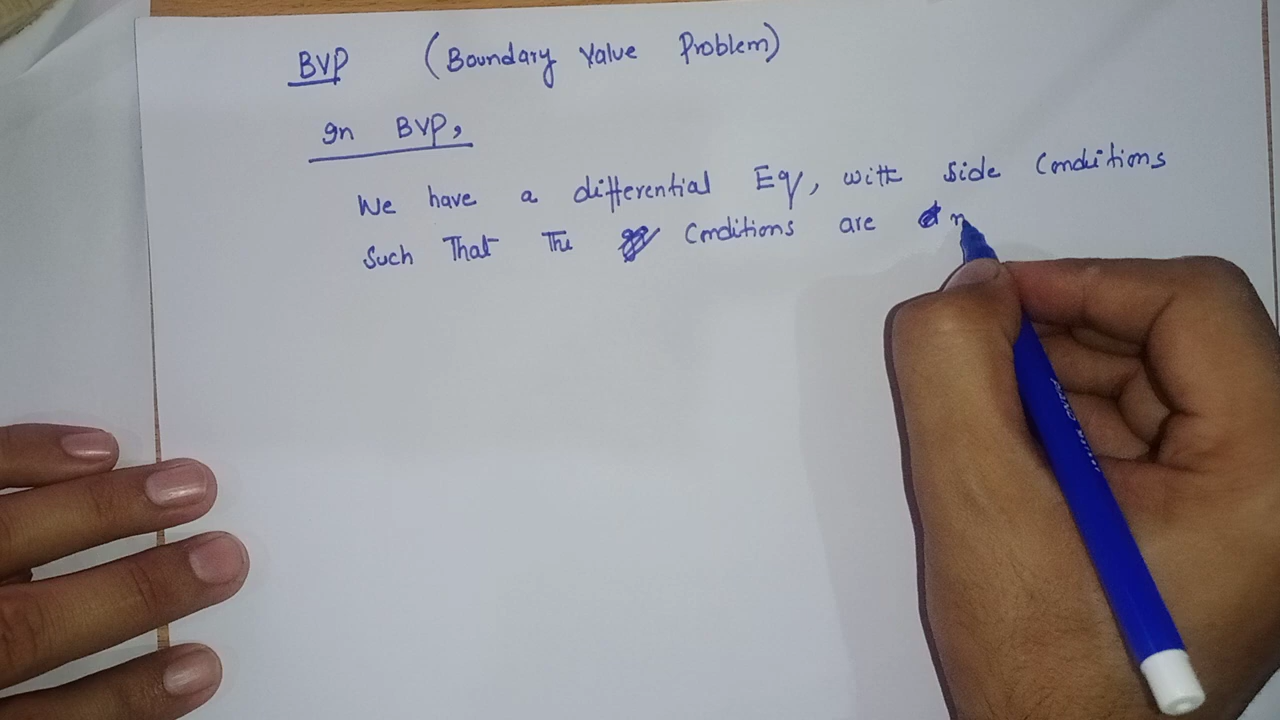 BVP (Boundary Value Problem)
In BVP,
We have a differential Eq, with side Conditions
Such That The Conditions are n